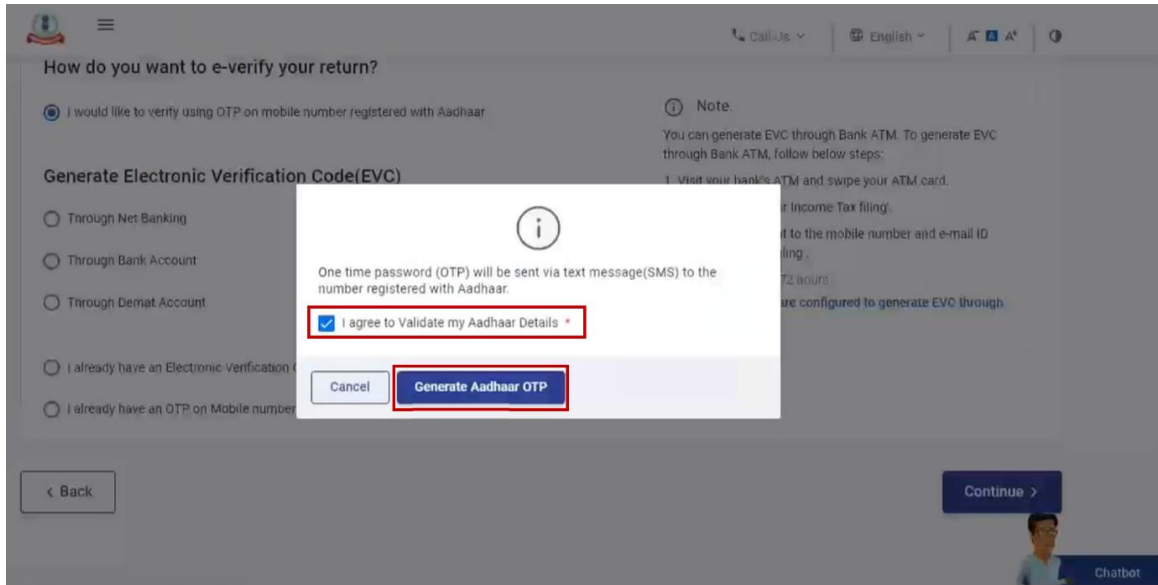 Call Us
English
A- A A+
How do you want to e-verify your return?
I would like to verify using OTP on mobile number registered with Aadhaar
Generate Electronic Verification Code(EVC)
Through Net Banking
Through Bank Account
Through Demat Account
I already have an Electronic Verification
I already have an OTP on Mobile number
Note.
You can generate EVC through Bank ATM. To generate EVC
through Bank ATM, follow below steps:
1. Visit your bank's ATM and swipe your ATM card.
r Income Tax filing'.
t to the mobile number and e-mail ID
ling .
72 hours
are configured to generate EVC through
One time password (OTP) will be sent via text message(SMS) to the
number registered with Aadhaar.
I agree to Validate my Aadhaar Details *
Cancel
Generate Aadhaar OTP
< Back
Continue >
Chatbot